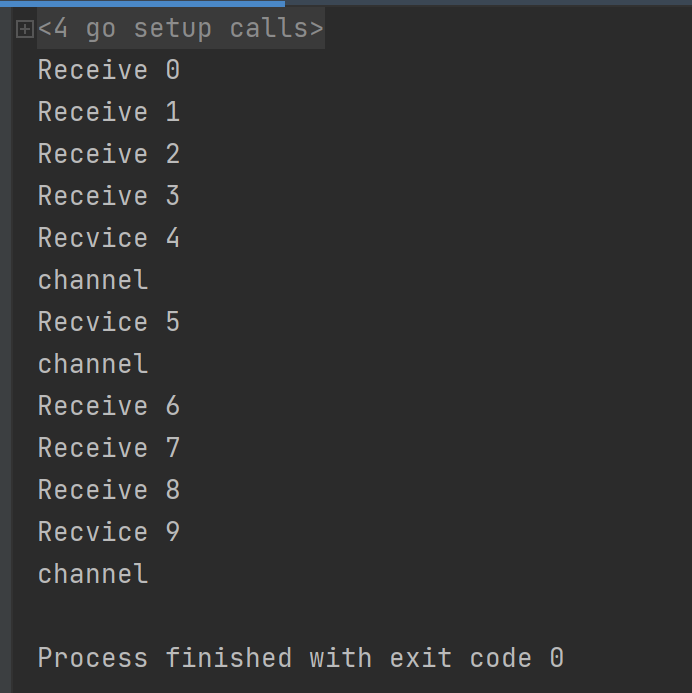 <4 go setup calls>
Receive 0
Receive 1
Receive 2
Receive 3
Recvice 4
channel
Recvice 5
channel
Receive 6
Receive 7
Receive 8
Recvice 9
channel
Process finished with exit code 0